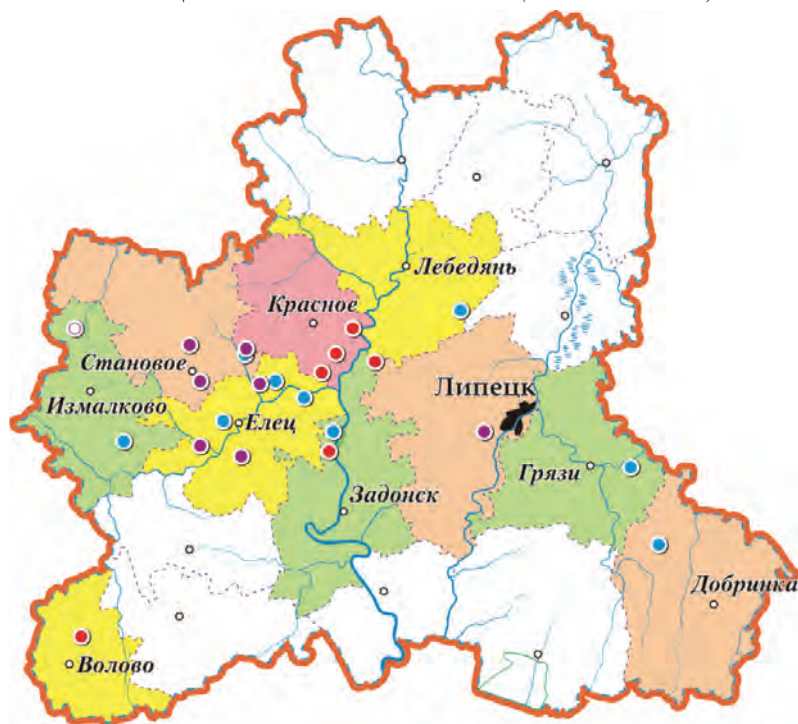 Лебедянь
Красное
Становое
Измалково
Липецк
Елец
Грязи
Задонск
Добринка
Волово